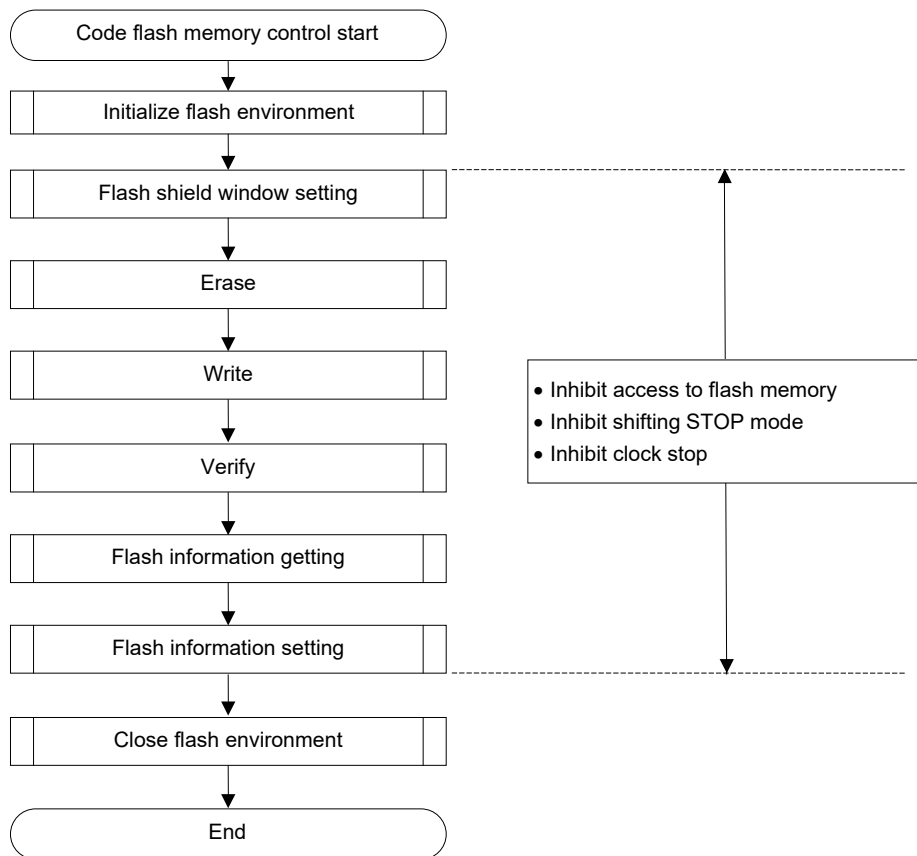 Code flash memory control start
Initialize flash environment
Flash shield window setting
Erase
Write
Verify
Flash information getting
Flash information setting
Close flash environment
End
• Inhibit access to flash memory
• Inhibit shifting STOP mode
• Inhibit clock stop